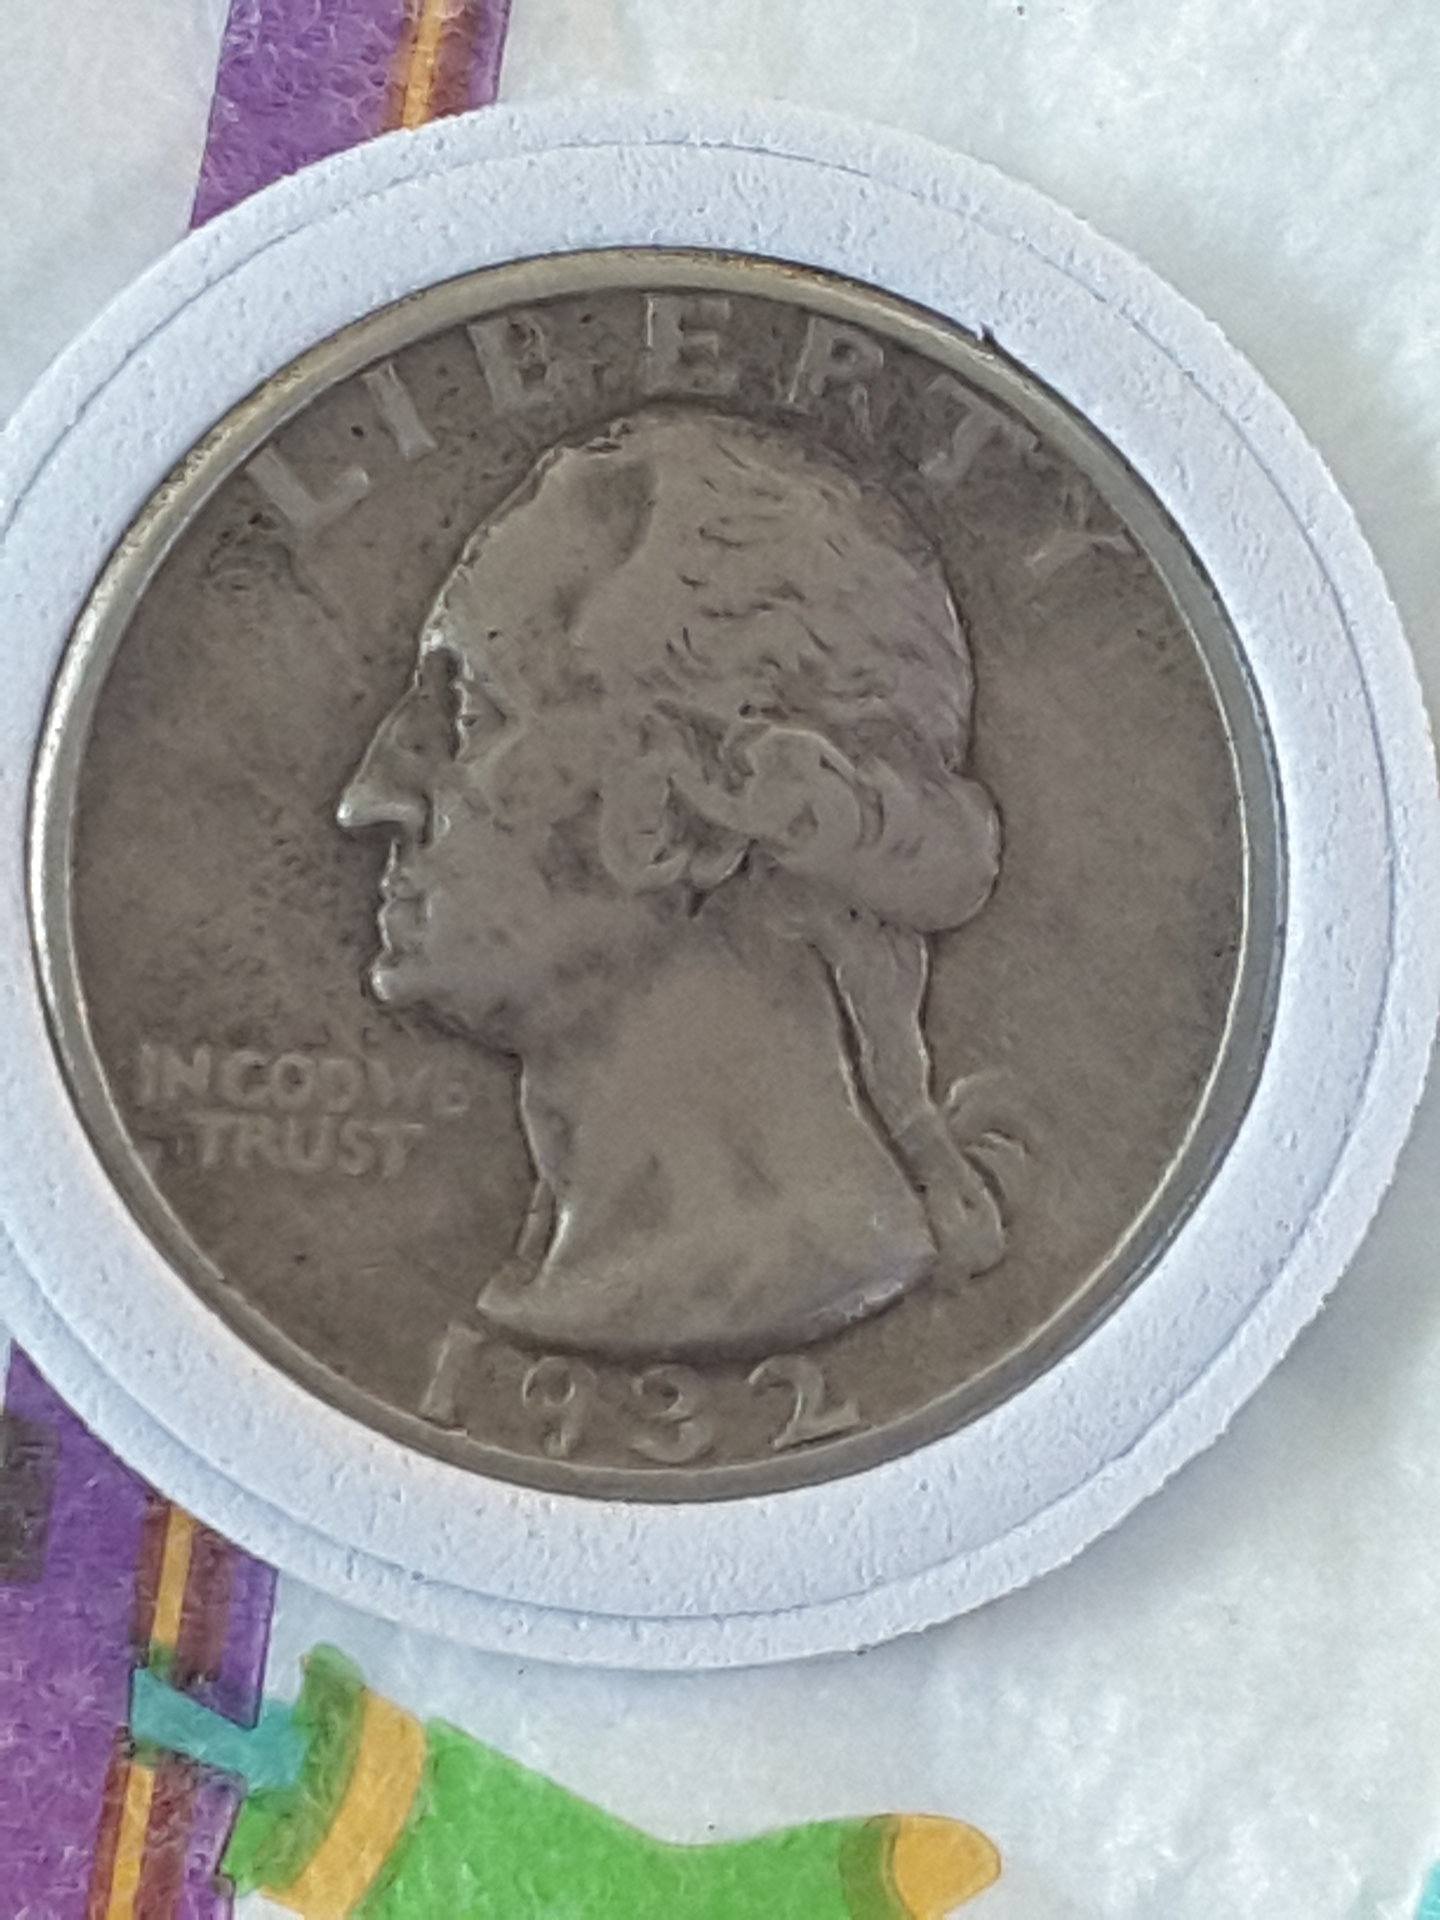 LIBERTY
IN GOD WE
TRUST
1932